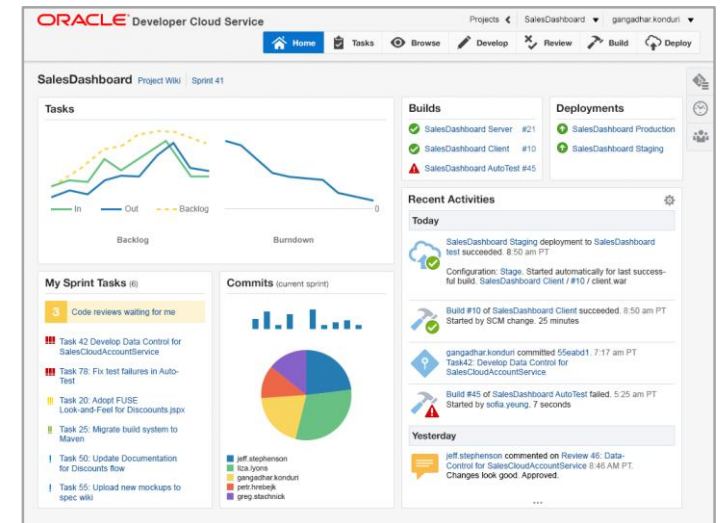 ORACLE Developer Cloud Service
Projects SalesDashboard gangadhar.konduri
Home Tasks Browse Develop Review Build Deploy
SalesDashboard Project Wiki Sprint 41
Tasks
In Out Backlog
0
Backlog
Burndown
Builds
SalesDashboard Server #21
SalesDashboard Client #10
SalesDashboard AutoTest #45
Deployments
SalesDashboard Production
SalesDashboard Staging
My Sprint Tasks (6)
3 Code reviews waiting for me
Task 42 Develop Data Control for
SalesCloudAccountService
Task 78: Fix test failures in Auto-
Test
Task 20: Adopt FUSE
Look-and-Feel for Discoounts.jspx
Task 25: Migrate build system to
Maven
Task 50: Update Documentation
for Discounts flow
Task 55: Upload new mockups to
spec wiki
Commits (current sprint)
jeff.stephenson
liza.lyons
gangadhar.konduri
petr.hrebejk
greg.stachnick
Recent Activities
Today
SalesDashboard Staging deployment to SalesDashboard
test succeeded. 8:50 am PT
Configuration: Stage. Started automatically for last success-
ful build. SalesDashboard Client / #10 / client.war
Build #10 of SalesDashboard Client succeeded. 8:50 am PT
Started by SCM change. 25 minutes
gangadhar.konduri committed 55eabd1. 7:17 am PT
Task42: Develop Data Control for
SalesCloudAccountService
Build #45 of SalesDashboard AutoTest failed. 5:25 am PT
Started by sofia.yeung. 7 seconds
Yesterday
jeff.stephenson commented on Review 46: Data-
Control for SalesCloudAccountService 8:46 AM PT.
Changes look good. Approved.
...